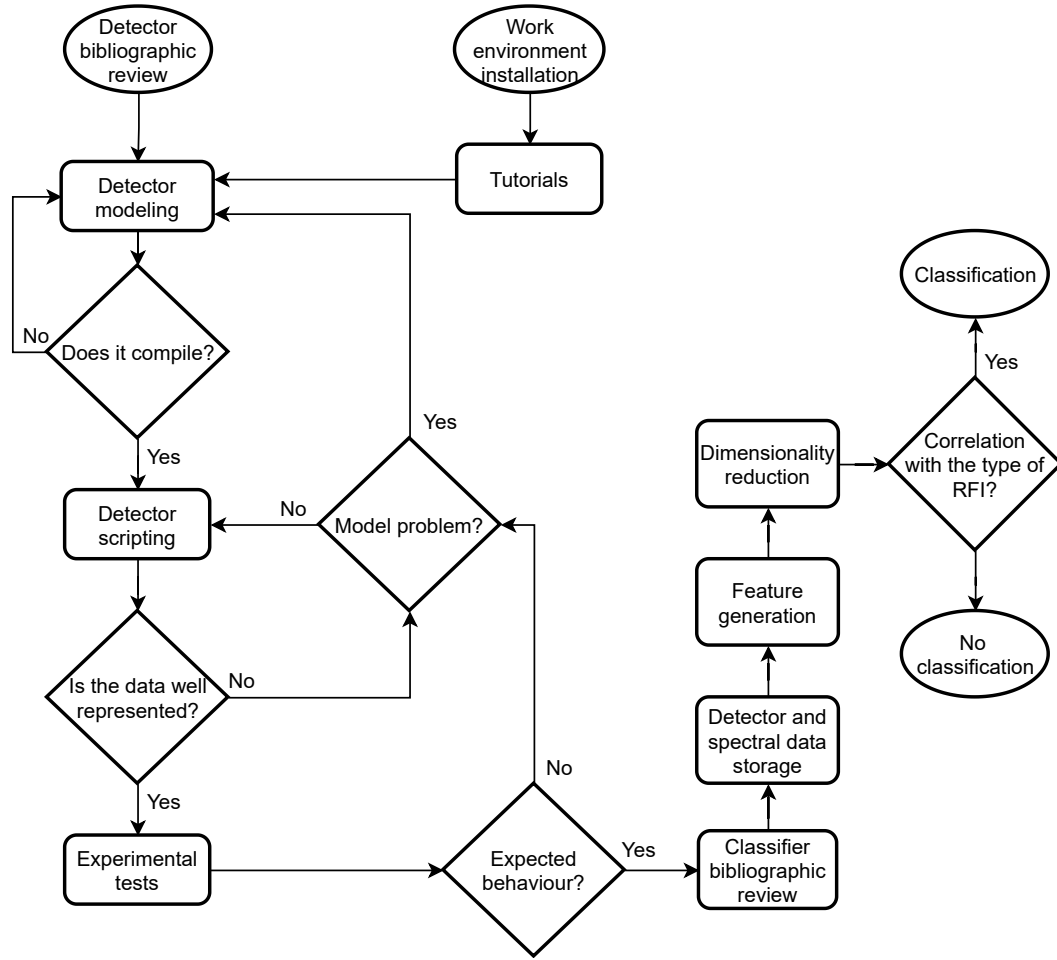 Detector
bibliographic
review
Work
environment
installation
Detector
modeling
Tutorials
No
Does it compile?
Yes
Detector
scripting
No
Model problem?
Yes
Is the data well
represented?
No
Yes
Experimental
tests
Expected
behaviour?
No
Yes
Classifier
bibliographic
review
Detector and
spectral data
storage
Feature
generation
Dimensionality
reduction
Correlation
with the type of
RFI?
Yes
Classification
No
classification